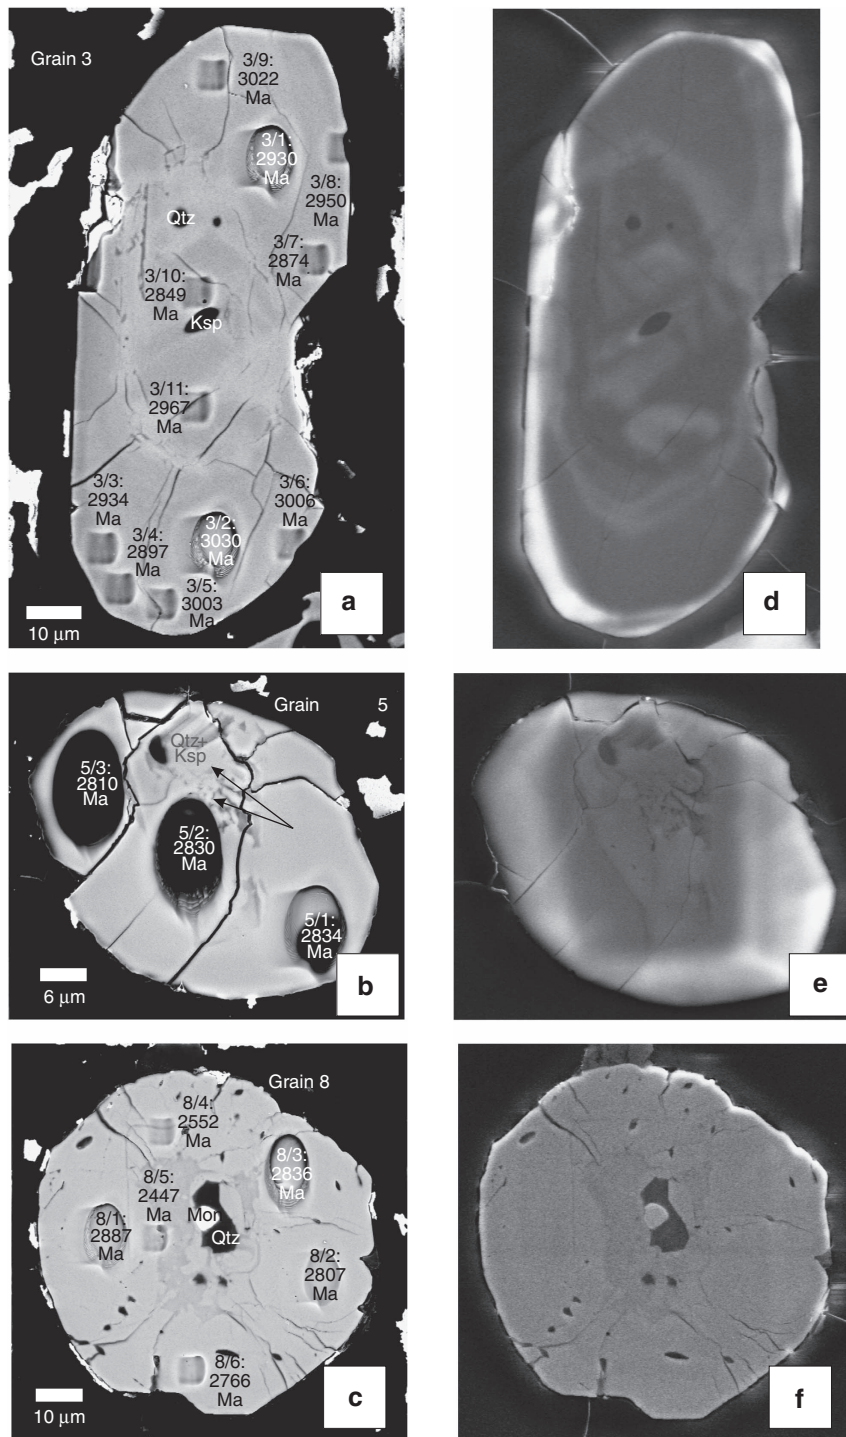 Grain 3
3/9:
3022
Ma
3/1:
2930
Ma
3/8:
2950
Ma
Qtz
3/7:
2874
Ma
3/10:
2849
Ma
Ksp
3/11:
2967
Ma
3/3:
2934
Ma
3/4:
2897
Ma
3/2:
3030
Ma
3/6:
3006
Ma
3/5:
3003
Ma
10 μm
a
d
Grain 5
Qtz+
Ksp
5/3:
2810
Ma
5/2:
2830
Ma
5/1:
2834
Ma
6 μm
b
e
Grain 8
8/4:
2552
Ma
8/3:
2836
Ma
8/5:
2447
Ma
8/1:
2887
Ma
Mon
Qtz
8/2:
2807
Ma
8/6:
2766
Ma
10 μm
c
f